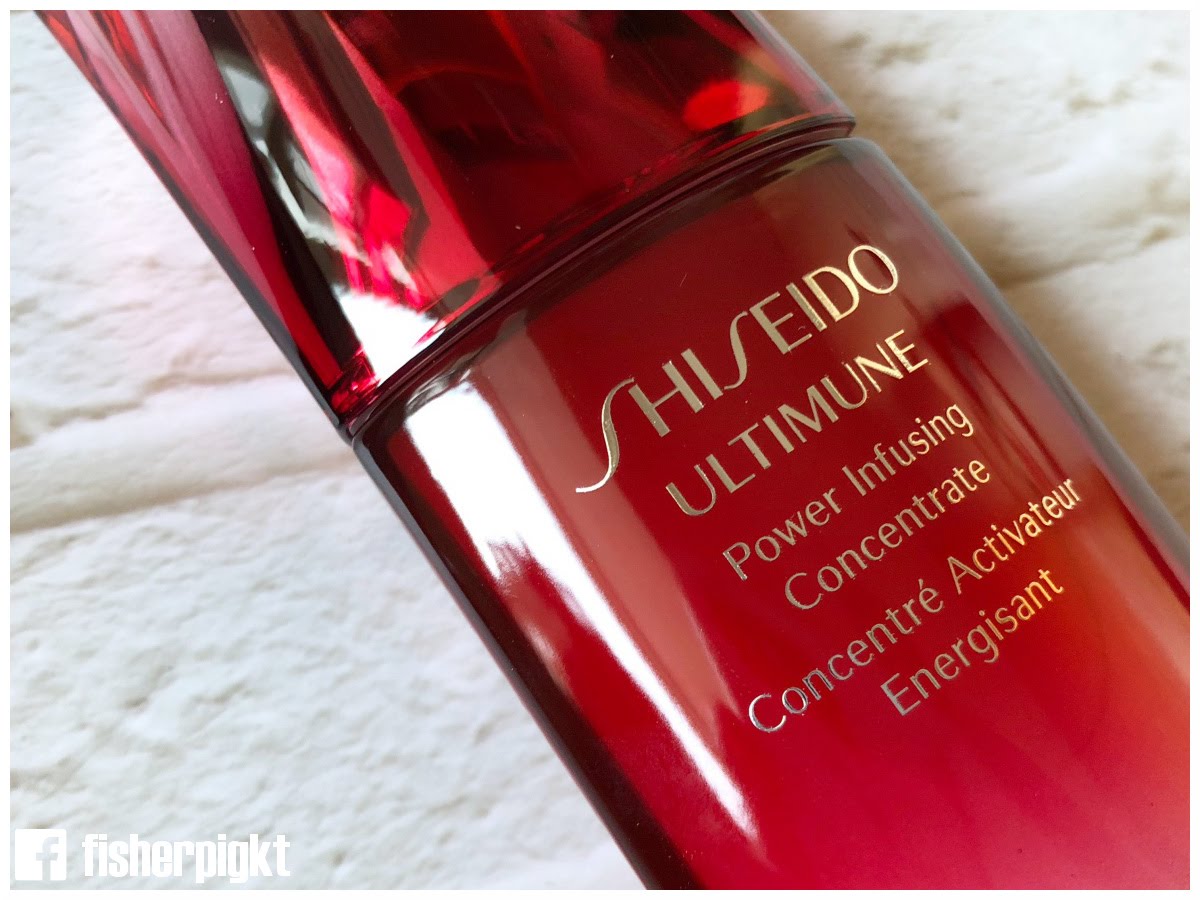 SHISEIDO
ULTIMUNE
Power Infusing
Concentrate
Concentré Activateur
Energisant
f fisherpigkt